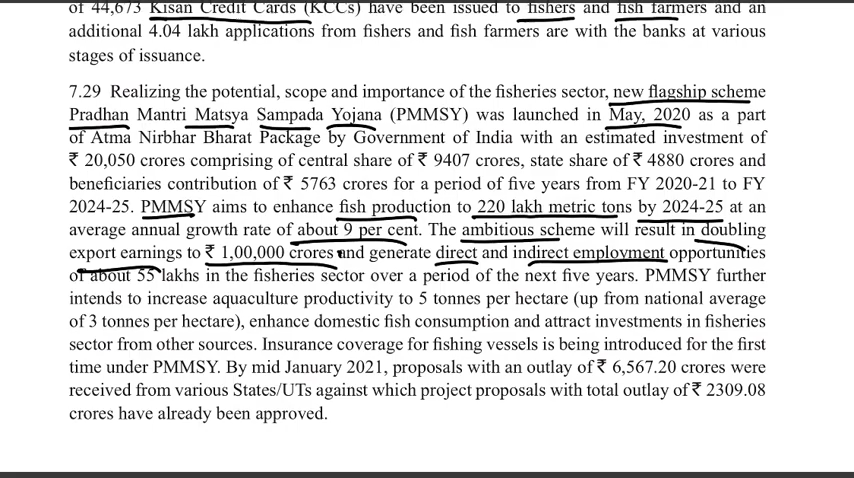 of 44,673 Kisan Credit Cards (KCCs) have been issued to fishers and fish farmers and an
additional 4.04 lakh applications from fishers and fish farmers are with the banks at various
stages of issuance.
7.29 Realizing the potential, scope and importance of the fisheries sector, new flagship scheme
Pradhan Mantri Matsya Sampada Yojana (PMMSY) was launched in May, 2020 as a part
of Atma Nirbhar Bharat Package by Government of India with an estimated investment of
₹ 20,050 crores comprising of central share of ₹ 9407 crores, state share of ₹ 4880 crores and
beneficiaries contribution of ₹ 5763 crores for a period of five years from FY 2020-21 to FY
2024-25. PMMSY aims to enhance fish production to 220 lakh metric tons by 2024-25 at an
average annual growth rate of about 9 per cent. The ambitious scheme will result in doubling
export earnings to ₹ 1,00,000 crores and generate direct and indirect employment opportunities
of about 55 lakhs in the fisheries sector over a period of the next five years. PMMSY further
intends to increase aquaculture productivity to 5 tonnes per hectare (up from national average
of 3 tonnes per hectare), enhance domestic fish consumption and attract investments in fisheries
sector from other sources. Insurance coverage for fishing vessels is being introduced for the first
time under PMMSY. By mid January 2021, proposals with an outlay of ₹ 6,567.20 crores were
received from various States/UTs against which project proposals with total outlay of ₹ 2309.08
crores have already been approved.